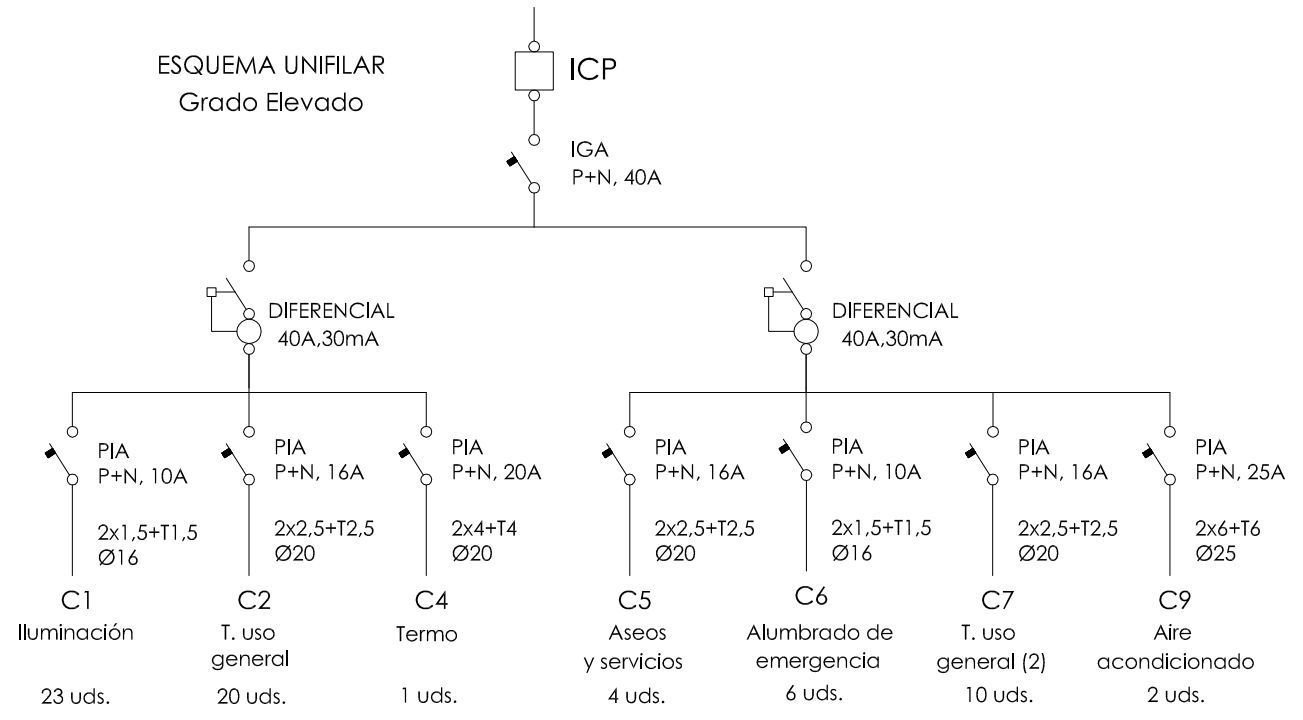 ESQUEMA UNIFILAR
Grado Elevado
ICP
IGA
P+N, 40A
DIFERENCIAL
40A,30mA
DIFERENCIAL
40A,30mA
PIA
P+N, 10A
PIA
P+N, 16A
PIA
P+N, 20A
PIA
P+N, 16A
PIA
P+N, 10A
PIA
P+N, 16A
PIA
P+N, 25A
2x1,5+T1,5
Ø16
2x2,5+T2,5
Ø20
2x4+T4
Ø20
2x2,5+T2,5
Ø20
2x1,5+T1,5
Ø16
2x2,5+T2,5
Ø20
2x6+T6
Ø25
C1
Iluminación
23 uds.
C2
T. uso
general
20 uds.
C4
Termo
1 uds.
C5
Aseos
y servicios
4 uds.
C6
Alumbrado de
emergencia
6 uds.
C7
T. uso
general (2)
10 uds.
C9
Aire
acondicionado
2 uds.